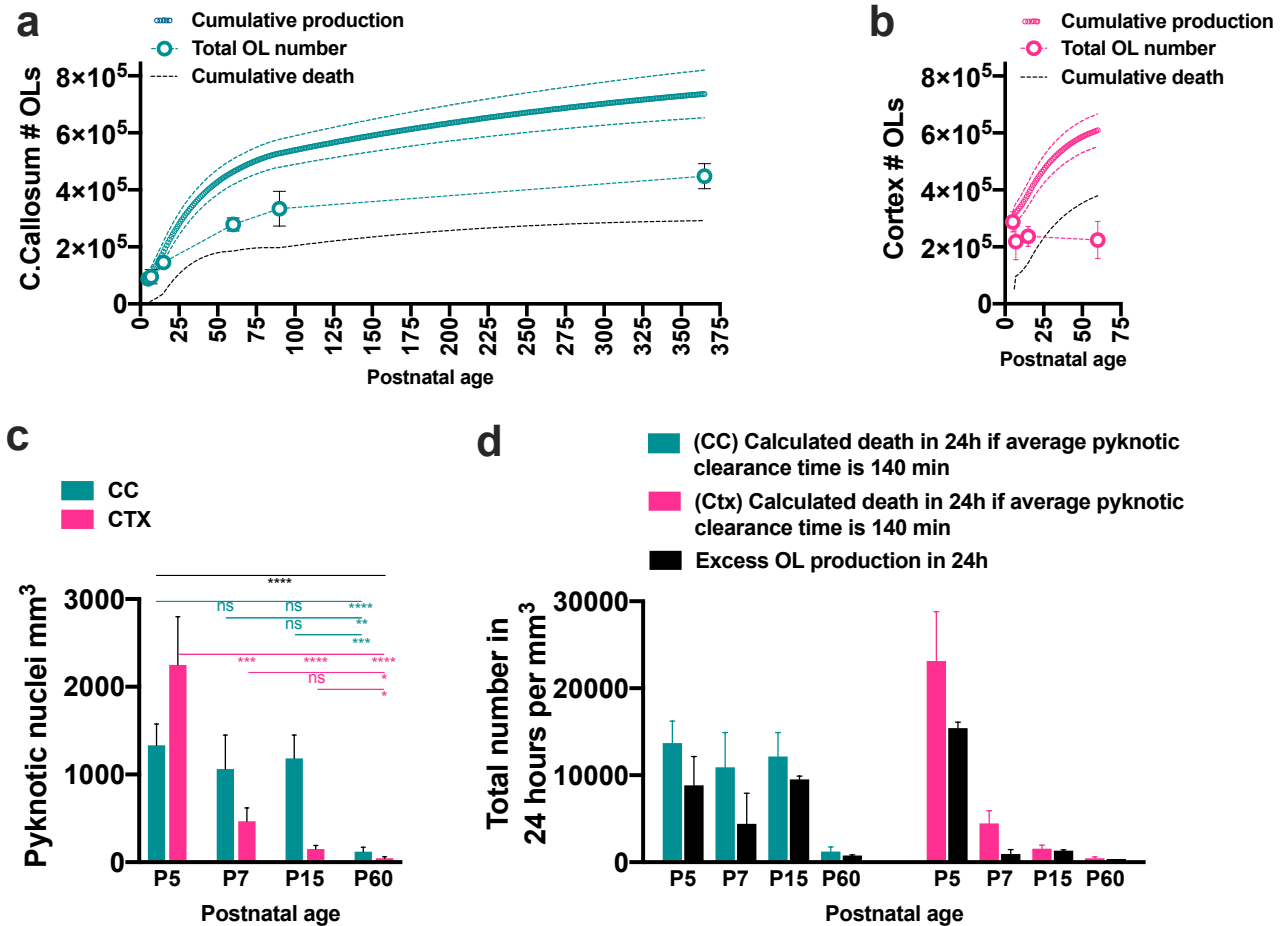 a
Cumulative production
Total OL number
Cumulative death
C.Callosum # OLs
8×10⁵
6×10⁵
4×10⁵
2×10⁵
0
0 25 50 75 100 125 150 175 200 225 250 275 300 325 350 375
Postnatal age
b
Cumulative production
Total OL number
Cumulative death
Cortex # OLs
8×10⁵
6×10⁵
4×10⁵
2×10⁵
0
0 25 50 75
Postnatal age
c
CC
CTX
Pyknotic nuclei mm³
3000
2000
1000
0
****
ns ns ****
ns **
***
*** **** ****
ns *
*
P5 P7 P15 P60
Postnatal age
d
(CC) Calculated death in 24h if average pyknotic
clearance time is 140 min
(Ctx) Calculated death in 24h if average pyknotic
clearance time is 140 min
Excess OL production in 24h
Total number in
24 hours per mm³
30000
20000
10000
0
P5 P7 P15 P60 P5 P7 P15 P60
Postnatal age